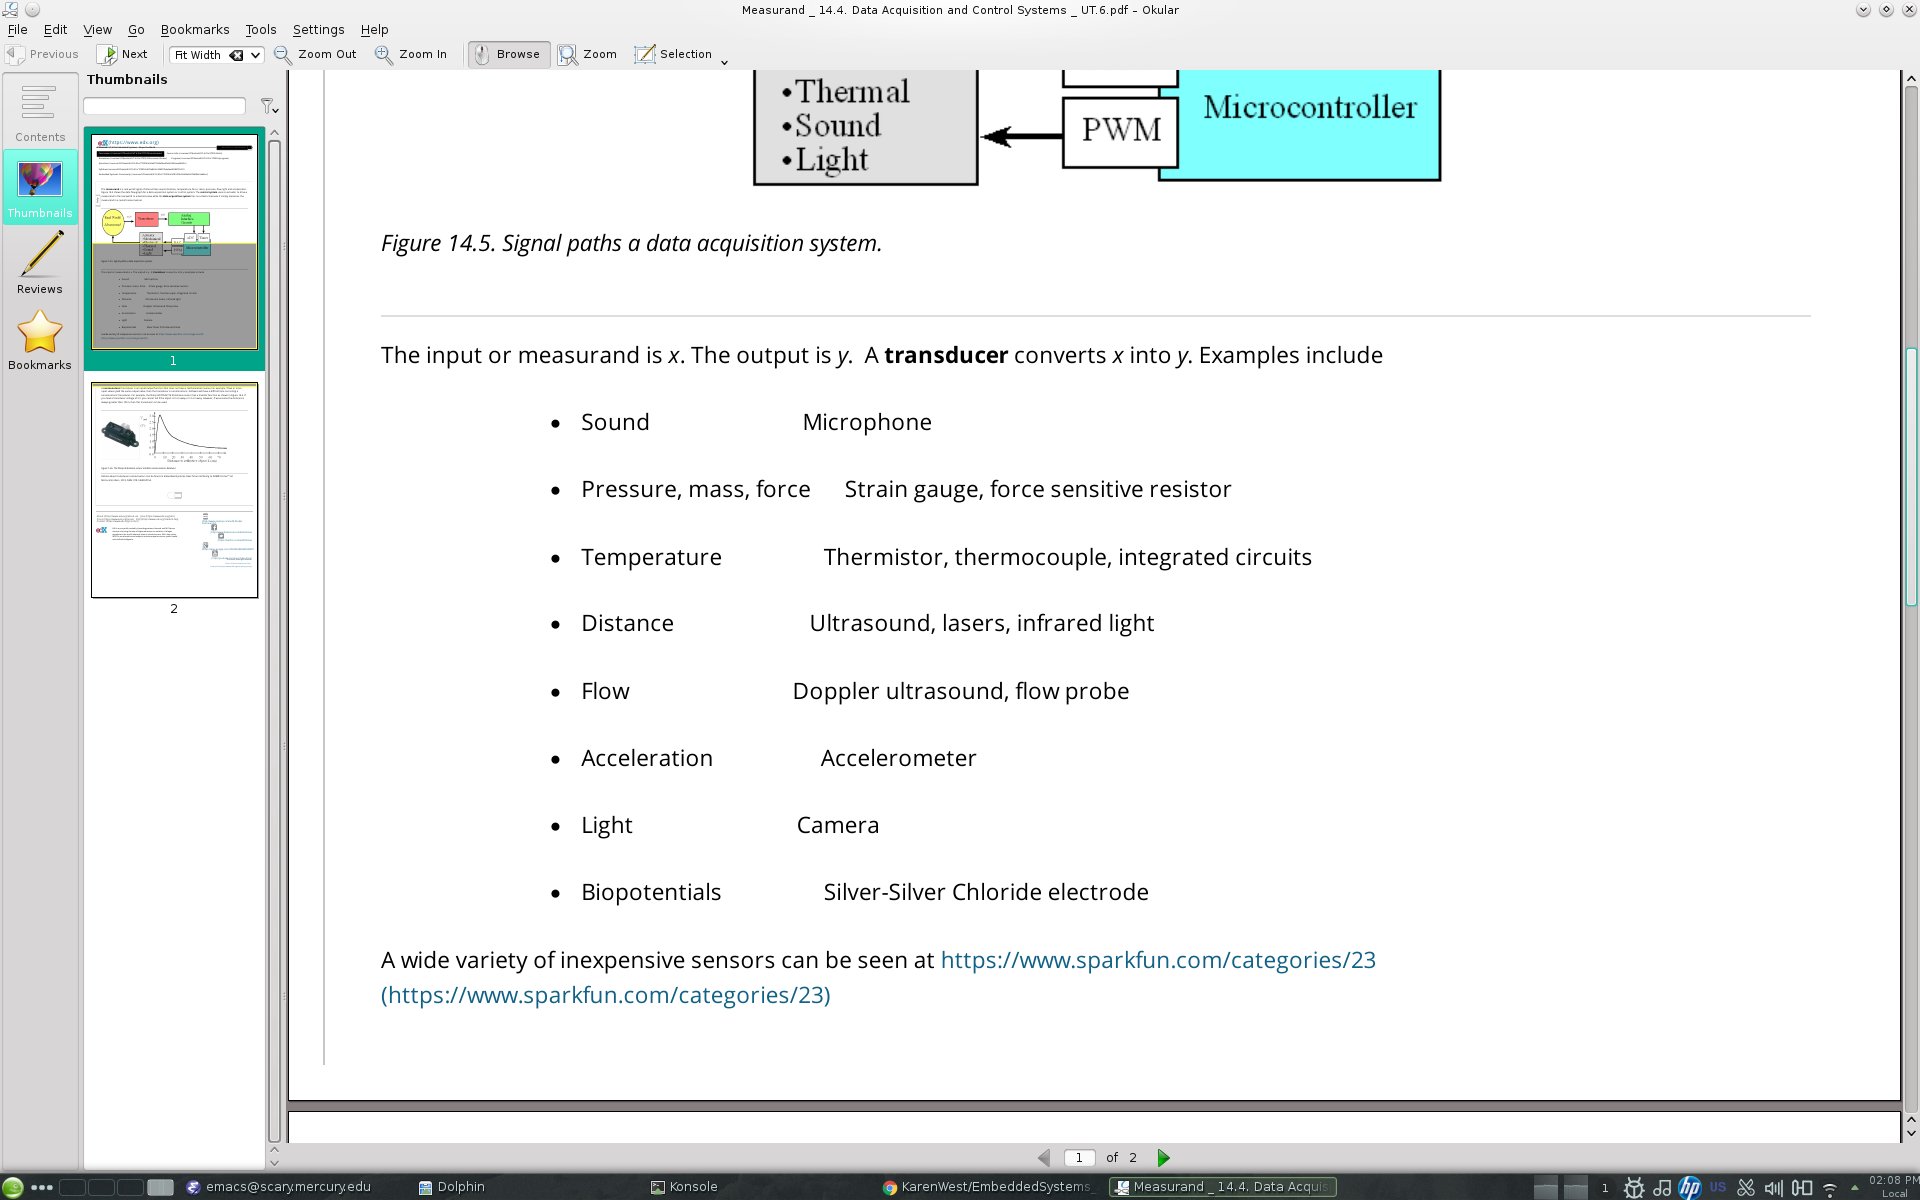 Measurand _ 14.4. Data Acquisition and Control Systems _ UT.6.pdf – Okular
File Edit View Go Bookmarks Tools Settings Help
Previous Next Fit Width Zoom Out Zoom In Browse Zoom Selection
Thumbnails
Contents
Thumbnails
Reviews
Bookmarks
1
2
•Thermal
•Sound
•Light
PWM
Microcontroller
Figure 14.5. Signal paths a data acquisition system.
The input or measurand is x. The output is y.  A transducer converts x into y. Examples include
• Sound Microphone
• Pressure, mass, force Strain gauge, force sensitive resistor
• Temperature Thermistor, thermocouple, integrated circuits
• Distance Ultrasound, lasers, infrared light
• Flow Doppler ultrasound, flow probe
• Acceleration Accelerometer
• Light Camera
• Biopotentials Silver-Silver Chloride electrode
A wide variety of inexpensive sensors can be seen at https://www.sparkfun.com/categories/23
(https://www.sparkfun.com/categories/23)
1 of 2
emacs@scary.mercury.edu Dolphin Konsole KarenWest/EmbeddedSystems Measurand _ 14.4. Data Acquis 1 hp US 02:08 PM
Local